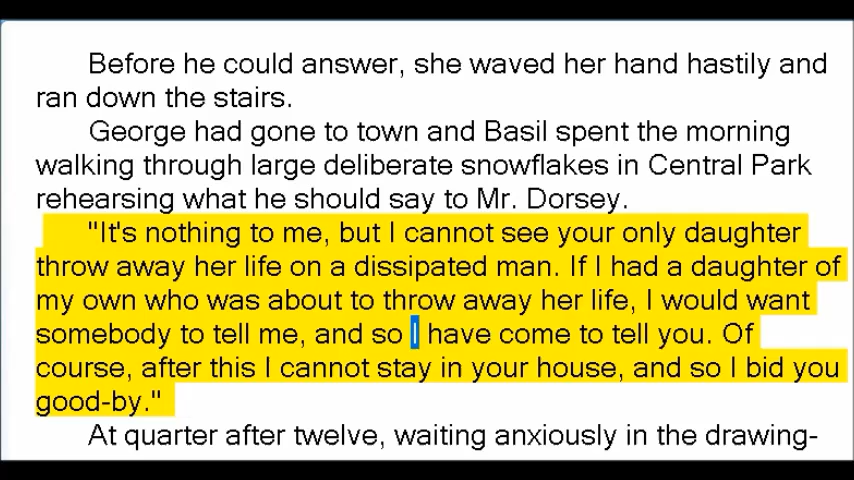 Before he could answer, she waved her hand hastily and
ran down the stairs.
George had gone to town and Basil spent the morning
walking through large deliberate snowflakes in Central Park
rehearsing what he should say to Mr. Dorsey.
"It's nothing to me, but I cannot see your only daughter
throw away her life on a dissipated man. If I had a daughter of
my own who was about to throw away her life, I would want
somebody to tell me, and so I have come to tell you. Of
course, after this I cannot stay in your house, and so I bid you
good-by."
At quarter after twelve, waiting anxiously in the drawing-